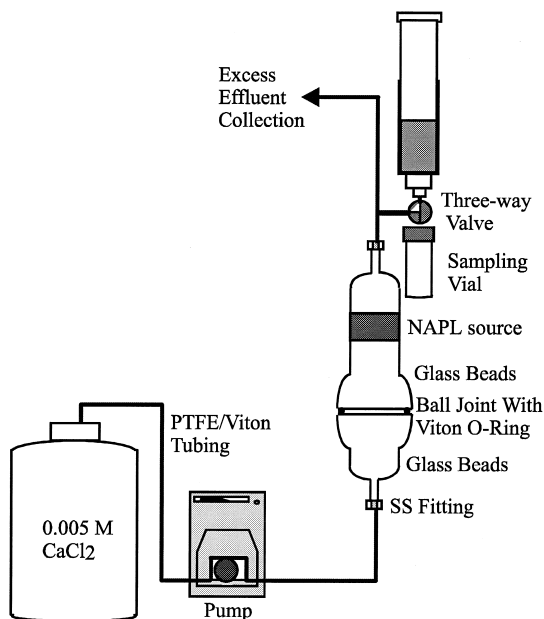 Excess
Effluent
Collection
Three-way
Valve
Sampling
Vial
NAPL source
Glass Beads
Ball Joint With
Viton O-Ring
Glass Beads
SS Fitting
PTFE/Viton
Tubing
0.005 M
CaCl2
Pump